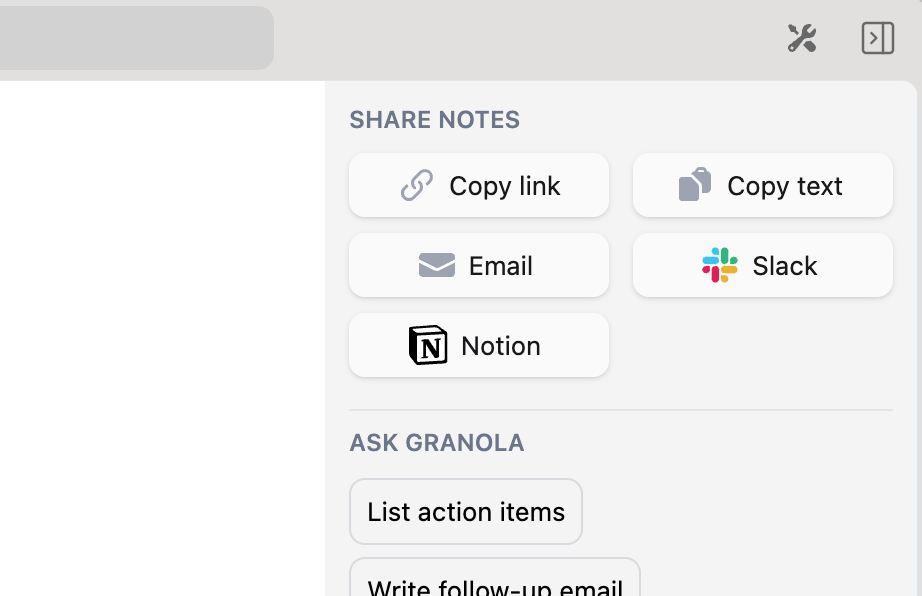 SHARE NOTES
Copy link
Copy text
Email
Slack
Notion
ASK GRANOLA
List action items
Write follow-up email